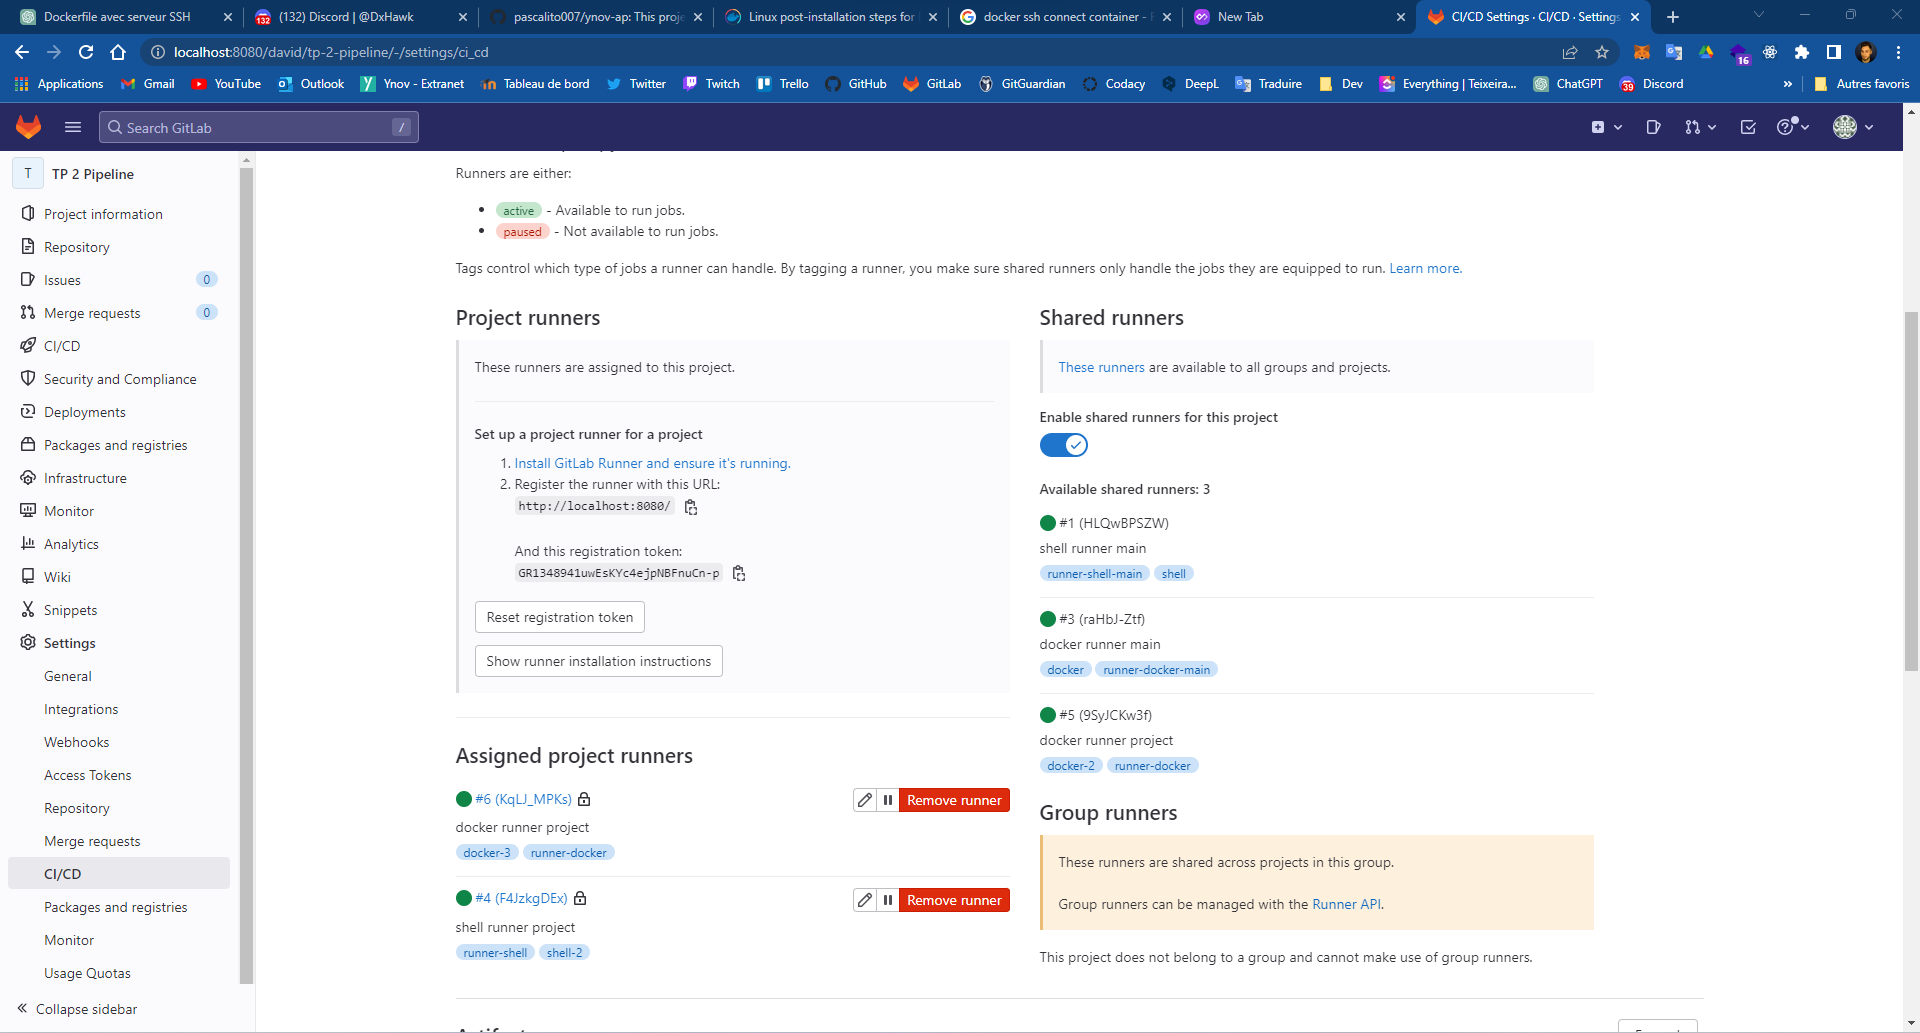 Dockerfile avec serveur SSH
(132) Discord | @DxHawk
pascalito007/ynov-ap: This proje
Linux post-installation steps for
docker ssh connect container -
New Tab
CI/CD Settings · CI/CD · Settings
localhost:8080/david/tp-2-pipeline/-/settings/ci_cd
16
Applications
Gmail
YouTube
Outlook
Ynov - Extranet
Tableau de bord
Twitter
Twitch
Trello
GitHub
GitLab
GitGuardian
Codacy
DeepL
Traduire
Dev
Everything | Teixeira...
ChatGPT
39
Discord
»
Autres favoris
Search GitLab
/
T
TP 2 Pipeline
Project information
Repository
Issues 0
Merge requests 0
CI/CD
Security and Compliance
Deployments
Packages and registries
Infrastructure
Monitor
Analytics
Wiki
Snippets
Settings
General
Integrations
Webhooks
Access Tokens
Repository
Merge requests
CI/CD
Packages and registries
Monitor
Usage Quotas
Collapse sidebar
Runners are either:
active - Available to run jobs.
paused - Not available to run jobs.
Tags control which type of jobs a runner can handle. By tagging a runner, you make sure shared runners only handle the jobs they are equipped to run. Learn more.
Project runners
These runners are assigned to this project.
Set up a project runner for a project
1. Install GitLab Runner and ensure it's running.
2. Register the runner with this URL:
http://localhost:8080/
And this registration token:
GR1348941uwEsKYc4ejpNBFnuCn-p
Reset registration token
Show runner installation instructions
Assigned project runners
#6 (KqLJ_MPKs)
Remove runner
docker runner project
docker-3 runner-docker
#4 (F4JzkgDEx)
Remove runner
shell runner project
runner-shell shell-2
Shared runners
These runners are available to all groups and projects.
Enable shared runners for this project
Available shared runners: 3
#1 (HLQwBPSZW)
shell runner main
runner-shell-main shell
#3 (raHbJ-Ztf)
docker runner main
docker runner-docker-main
#5 (9SyJCKw3f)
docker runner project
docker-2 runner-docker
Group runners
These runners are shared across projects in this group.
Group runners can be managed with the Runner API.
This project does not belong to a group and cannot make use of group runners.